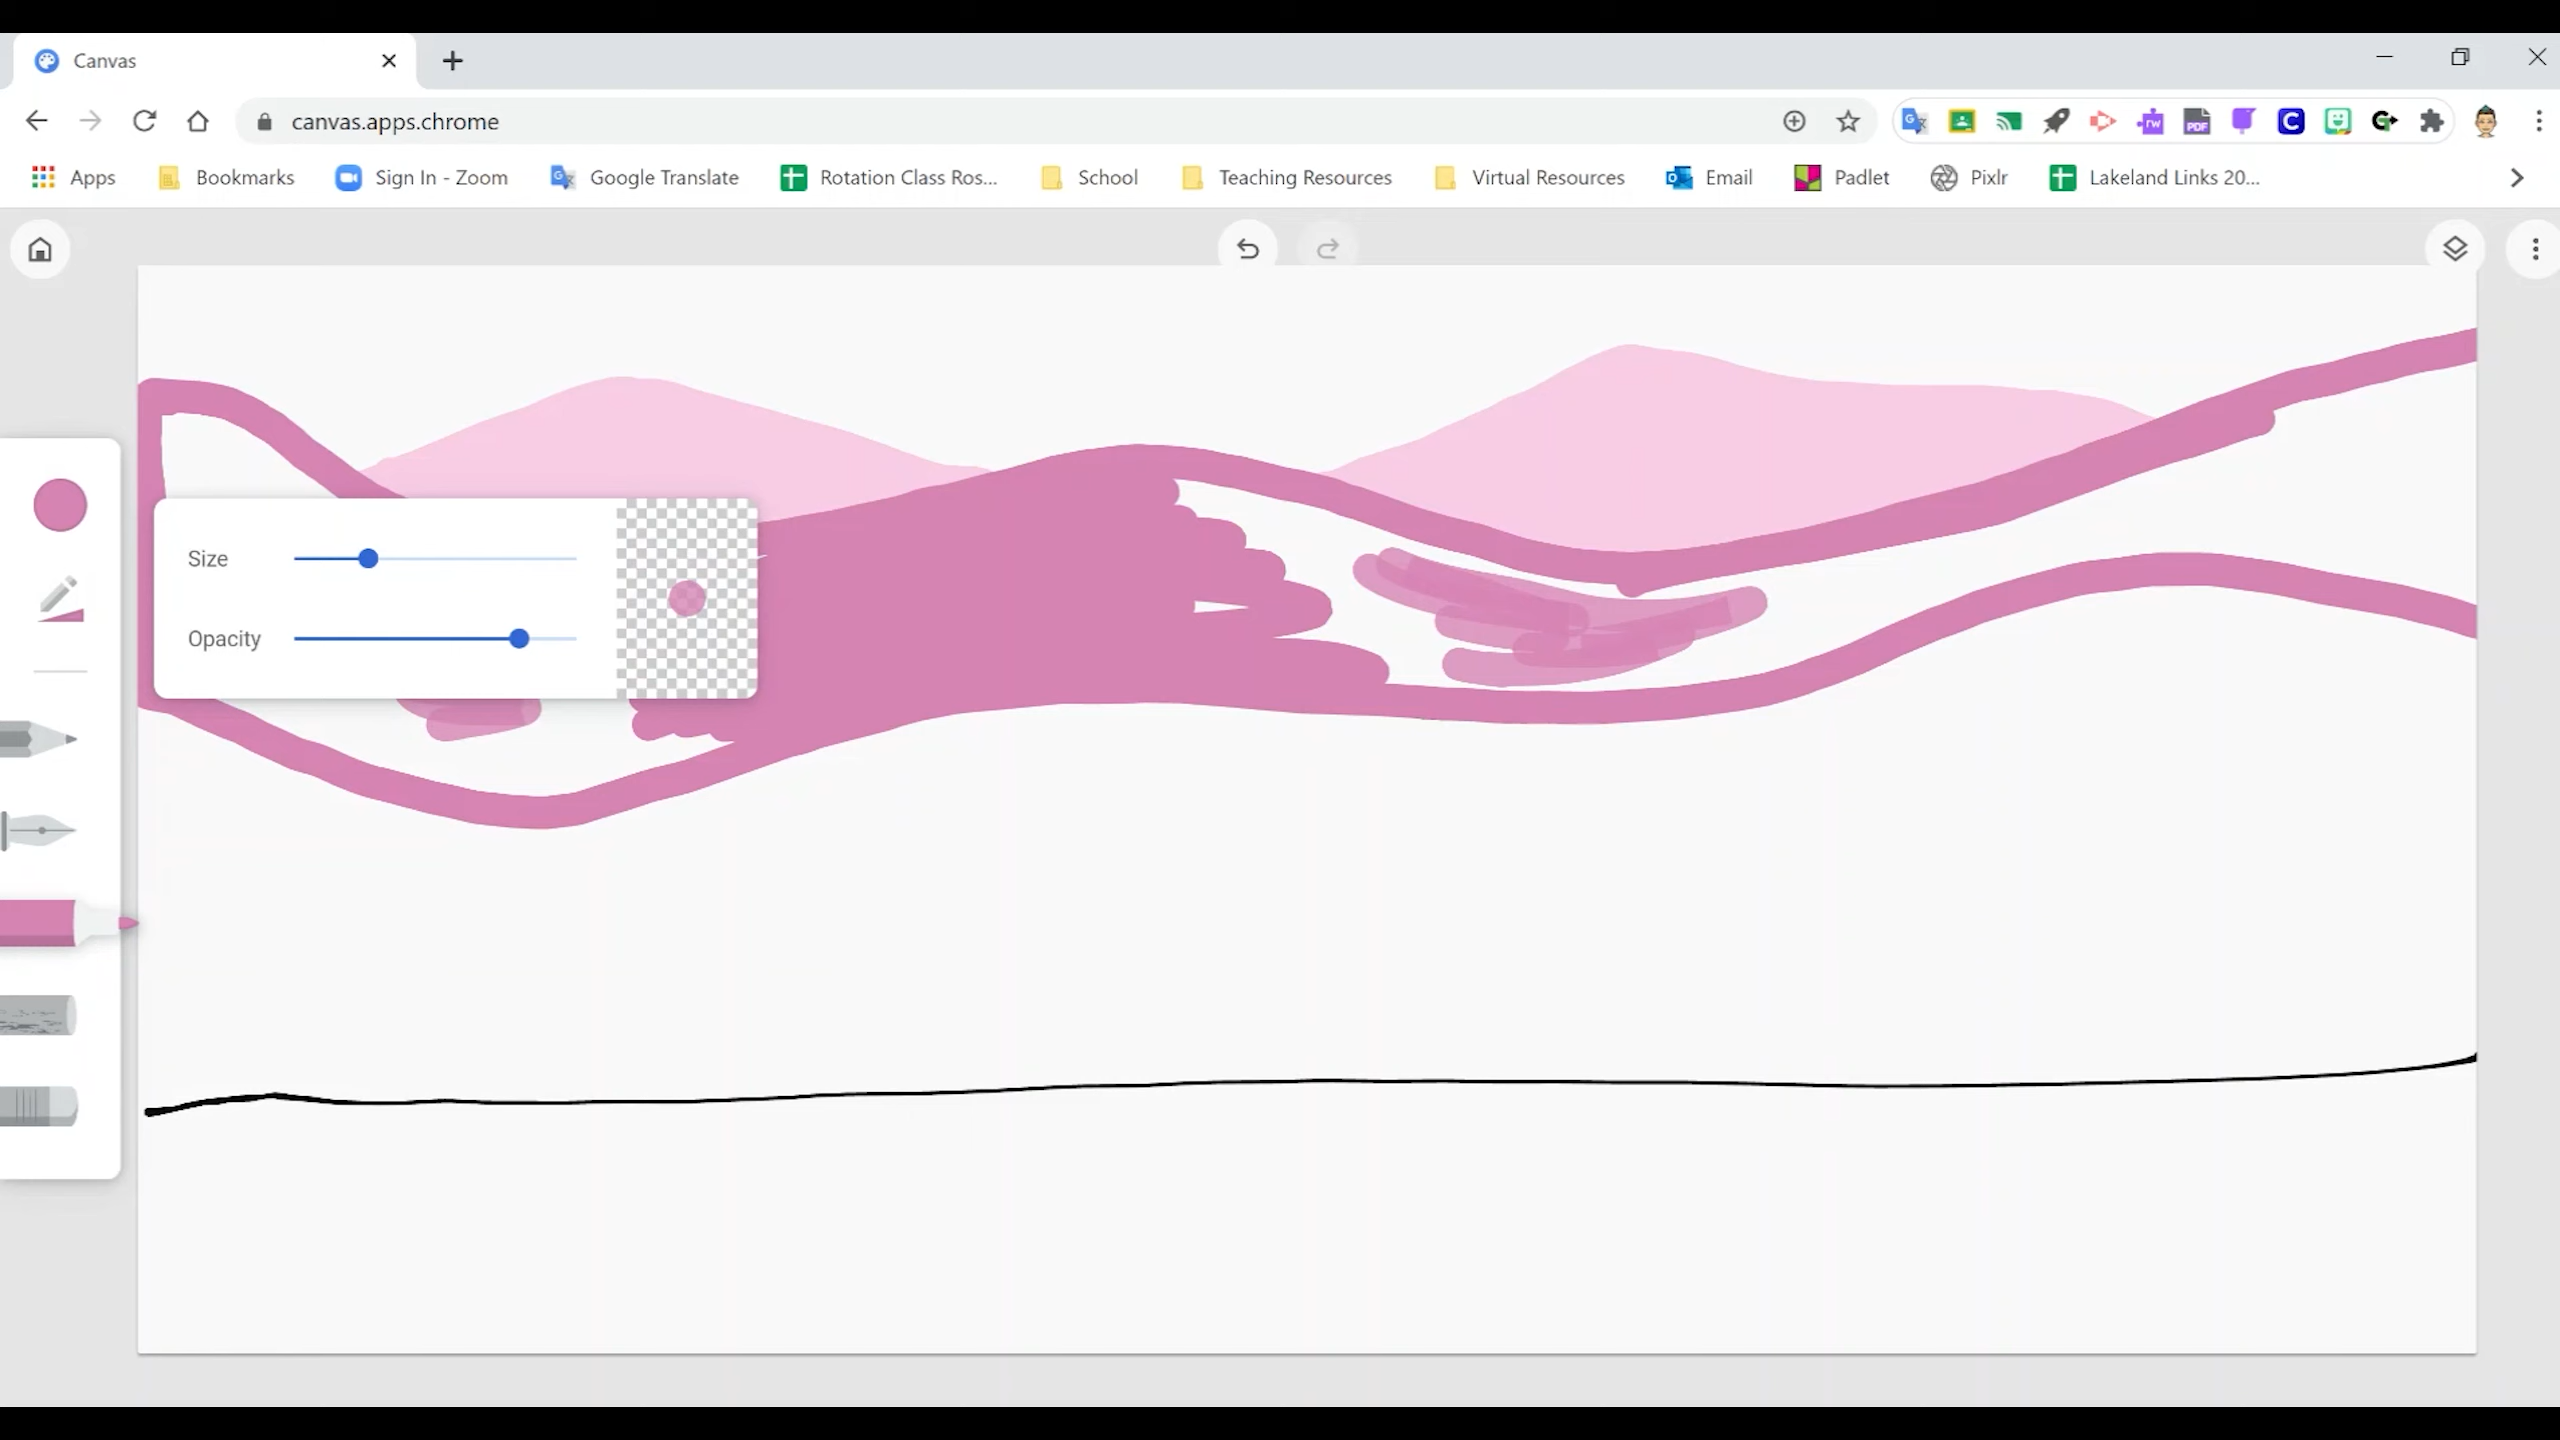 Canvas
canvas.apps.chrome
Apps Bookmarks Sign In - Zoom Google Translate Rotation Class Ros... School Teaching Resources Virtual Resources Email Padlet Pixlr Lakeland Links 20...
Size
Opacity